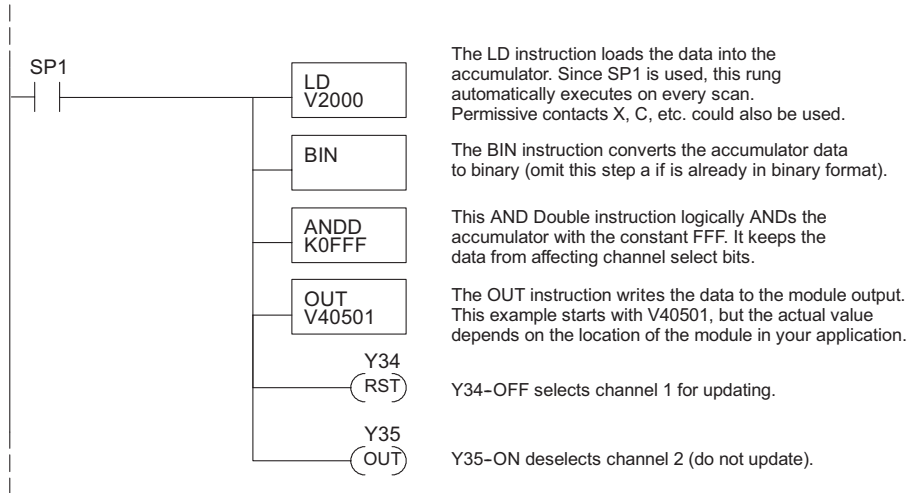 SP1
LD
V2000
The LD instruction loads the data into the
accumulator. Since SP1 is used, this rung
automatically executes on every scan.
Permissive contacts X, C, etc. could also be used.
BIN
The BIN instruction converts the accumulator data
to binary (omit this step a if is already in binary format).
ANDD
K0FFF
This AND Double instruction logically ANDs the
accumulator with the constant FFF. It keeps the
data from affecting channel select bits.
OUT
V40501
The OUT instruction writes the data to the module output.
This example starts with V40501, but the actual value
depends on the location of the module in your application.
Y34
RST
Y34-OFF selects channel 1 for updating.
Y35
OUT
Y35-ON deselects channel 2 (do not update).